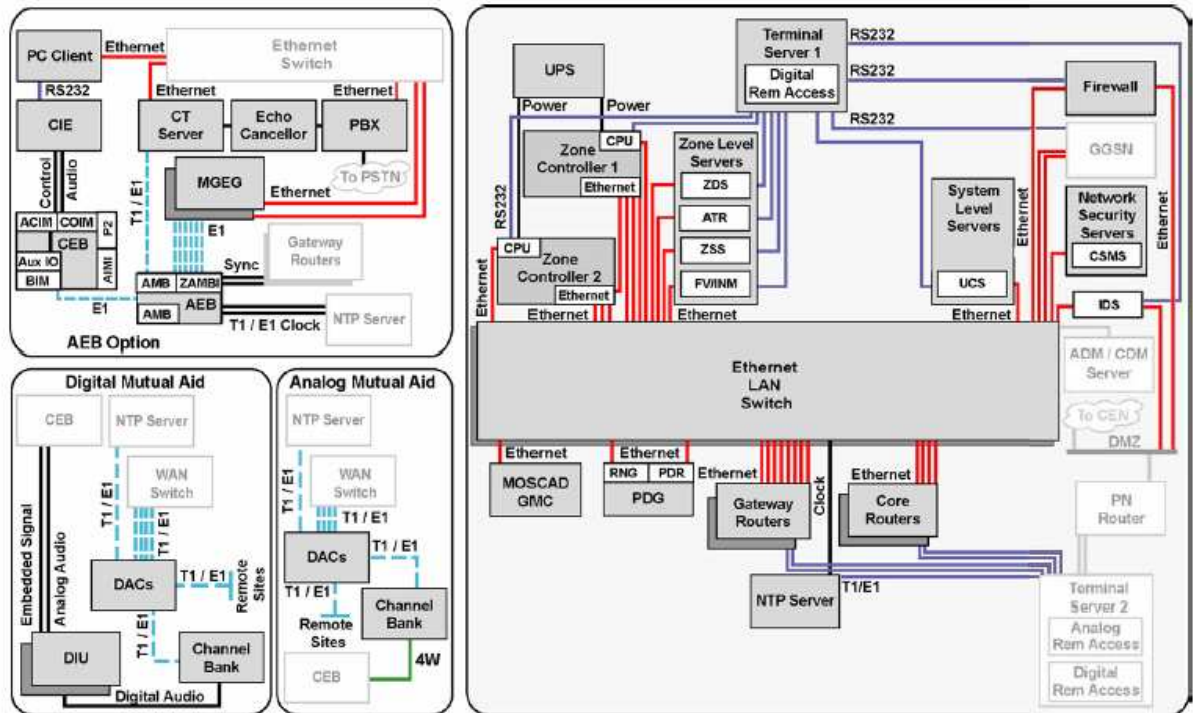 PC Client
Ethernet
Ethernet
Switch
RS232
Ethernet
Ethernet
CIE
CT
Server
Echo
Cancellor
PBX
To PSTN
Control
Audio
T1 / E1
MGEG
Ethernet
E1
ACIM
COIM
P2
CEB
Aux IO
AIMI
BIM
E1
Gateway
Routers
Sync
AMB
ZAMBI
AEB
AMB
T1 / E1 Clock
NTP Server
AEB Option
Digital Mutual Aid
CEB
NTP Server
WAN
Switch
T1 / E1
T1 / E1
T1 / E1
DACs
T1 / E1
Remote
Sites
Embedded Signal
Analog Audio
T1 / E1
T1 / E1
DIU
Channel
Bank
Digital Audio
Analog Mutual Aid
NTP Server
WAN
Switch
T1 / E1
T1 / E1
DACs
T1 / E1
T1 / E1
Remote
Sites
Channel
Bank
CEB
4W
UPS
Power
Power
Terminal
Server 1
Digital
Rem Access
RS232
RS232
RS232
Firewall
GGSN
Zone
Controller 1
CPU
Ethernet
RS232
Zone Level
Servers
ZDS
ATR
ZSS
FV/INM
CPU
Zone
Controller 2
Ethernet
Ethernet
Ethernet
Ethernet
System
Level
Servers
UCS
Ethernet
Ethernet
Network
Security
Servers
CSMS
Ethernet
IDS
Ethernet
LAN
Switch
ADM / CDM
Server
To CEN
DMZ
Ethernet
MOSCAD
GMC
Ethernet
RNG
PDR
PDG
Ethernet
Gateway
Routers
Clock
Ethernet
Core
Routers
PN
Router
NTP Server
T1/E1
Terminal
Server 2
Analog
Rem Access
Digital
Rem Access